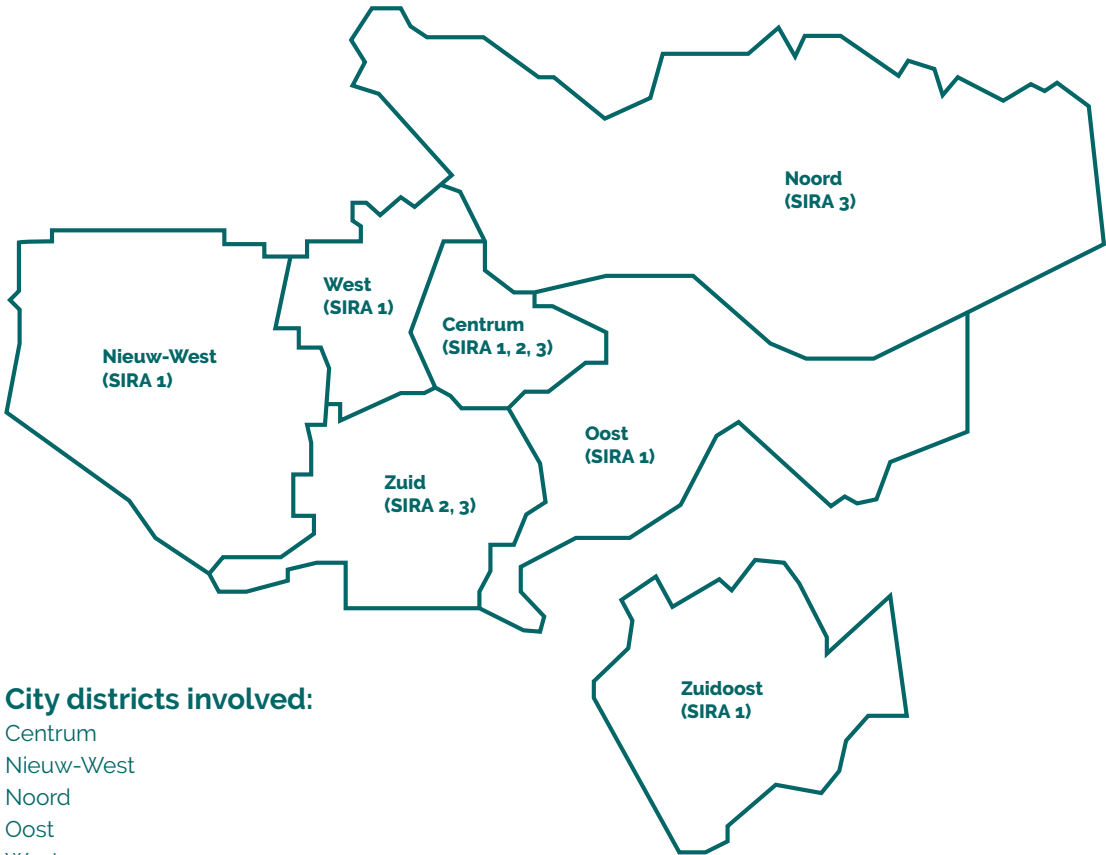 Noord
(SIRA 3)
West
(SIRA 1)
Centrum
(SIRA 1, 2, 3)
Nieuw-West
(SIRA 1)
Oost
(SIRA 1)
Zuid
(SIRA 2, 3)
Zuidoost
(SIRA 1)
City districts involved:
Centrum
Nieuw-West
Noord
Oost